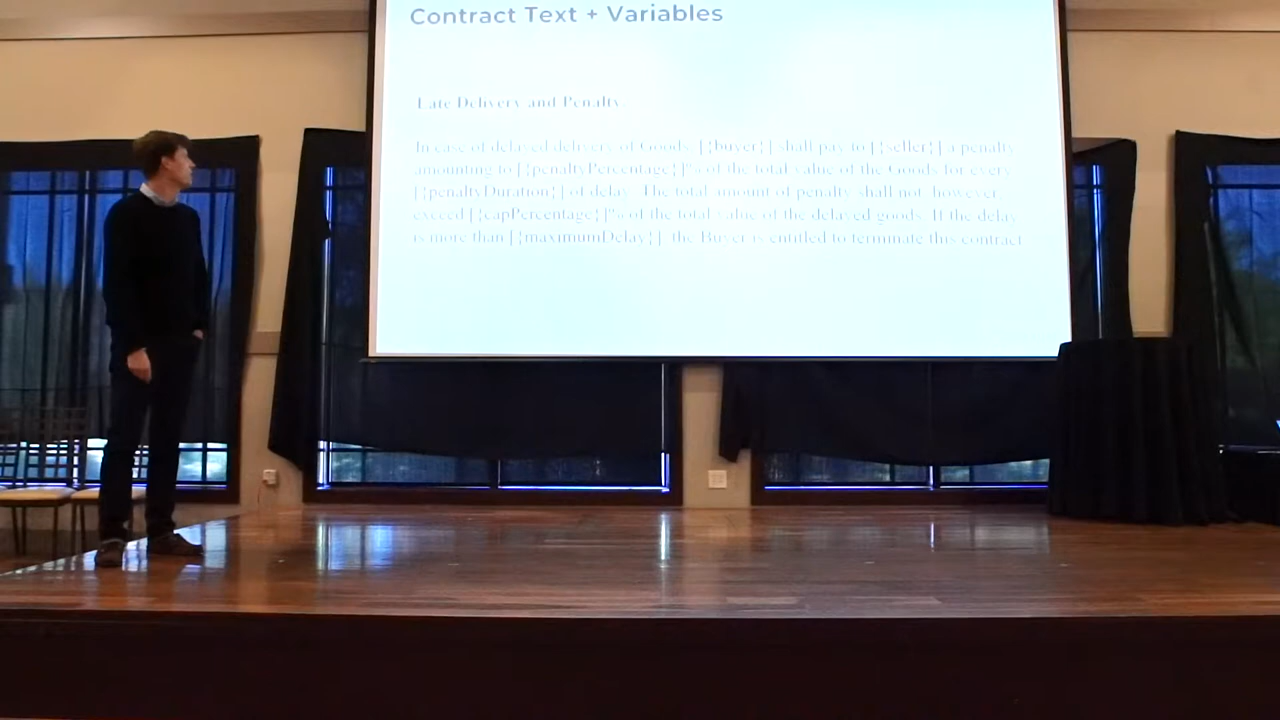 Contract Text + Variables
Late Delivery and Penalty.
In case of delayed delivery of Goods, [{buyer}] shall pay to [{seller}] a penalty
amounting to [{penaltyPercentage}]% of the total value of the Goods for every
[{penaltyDuration}] of delay. The total amount of penalty shall not, however,
exceed [{capPercentage}]% of the total value of the delayed goods. If the delay
is more than [{maximumDelay}], the Buyer is entitled to terminate this contract